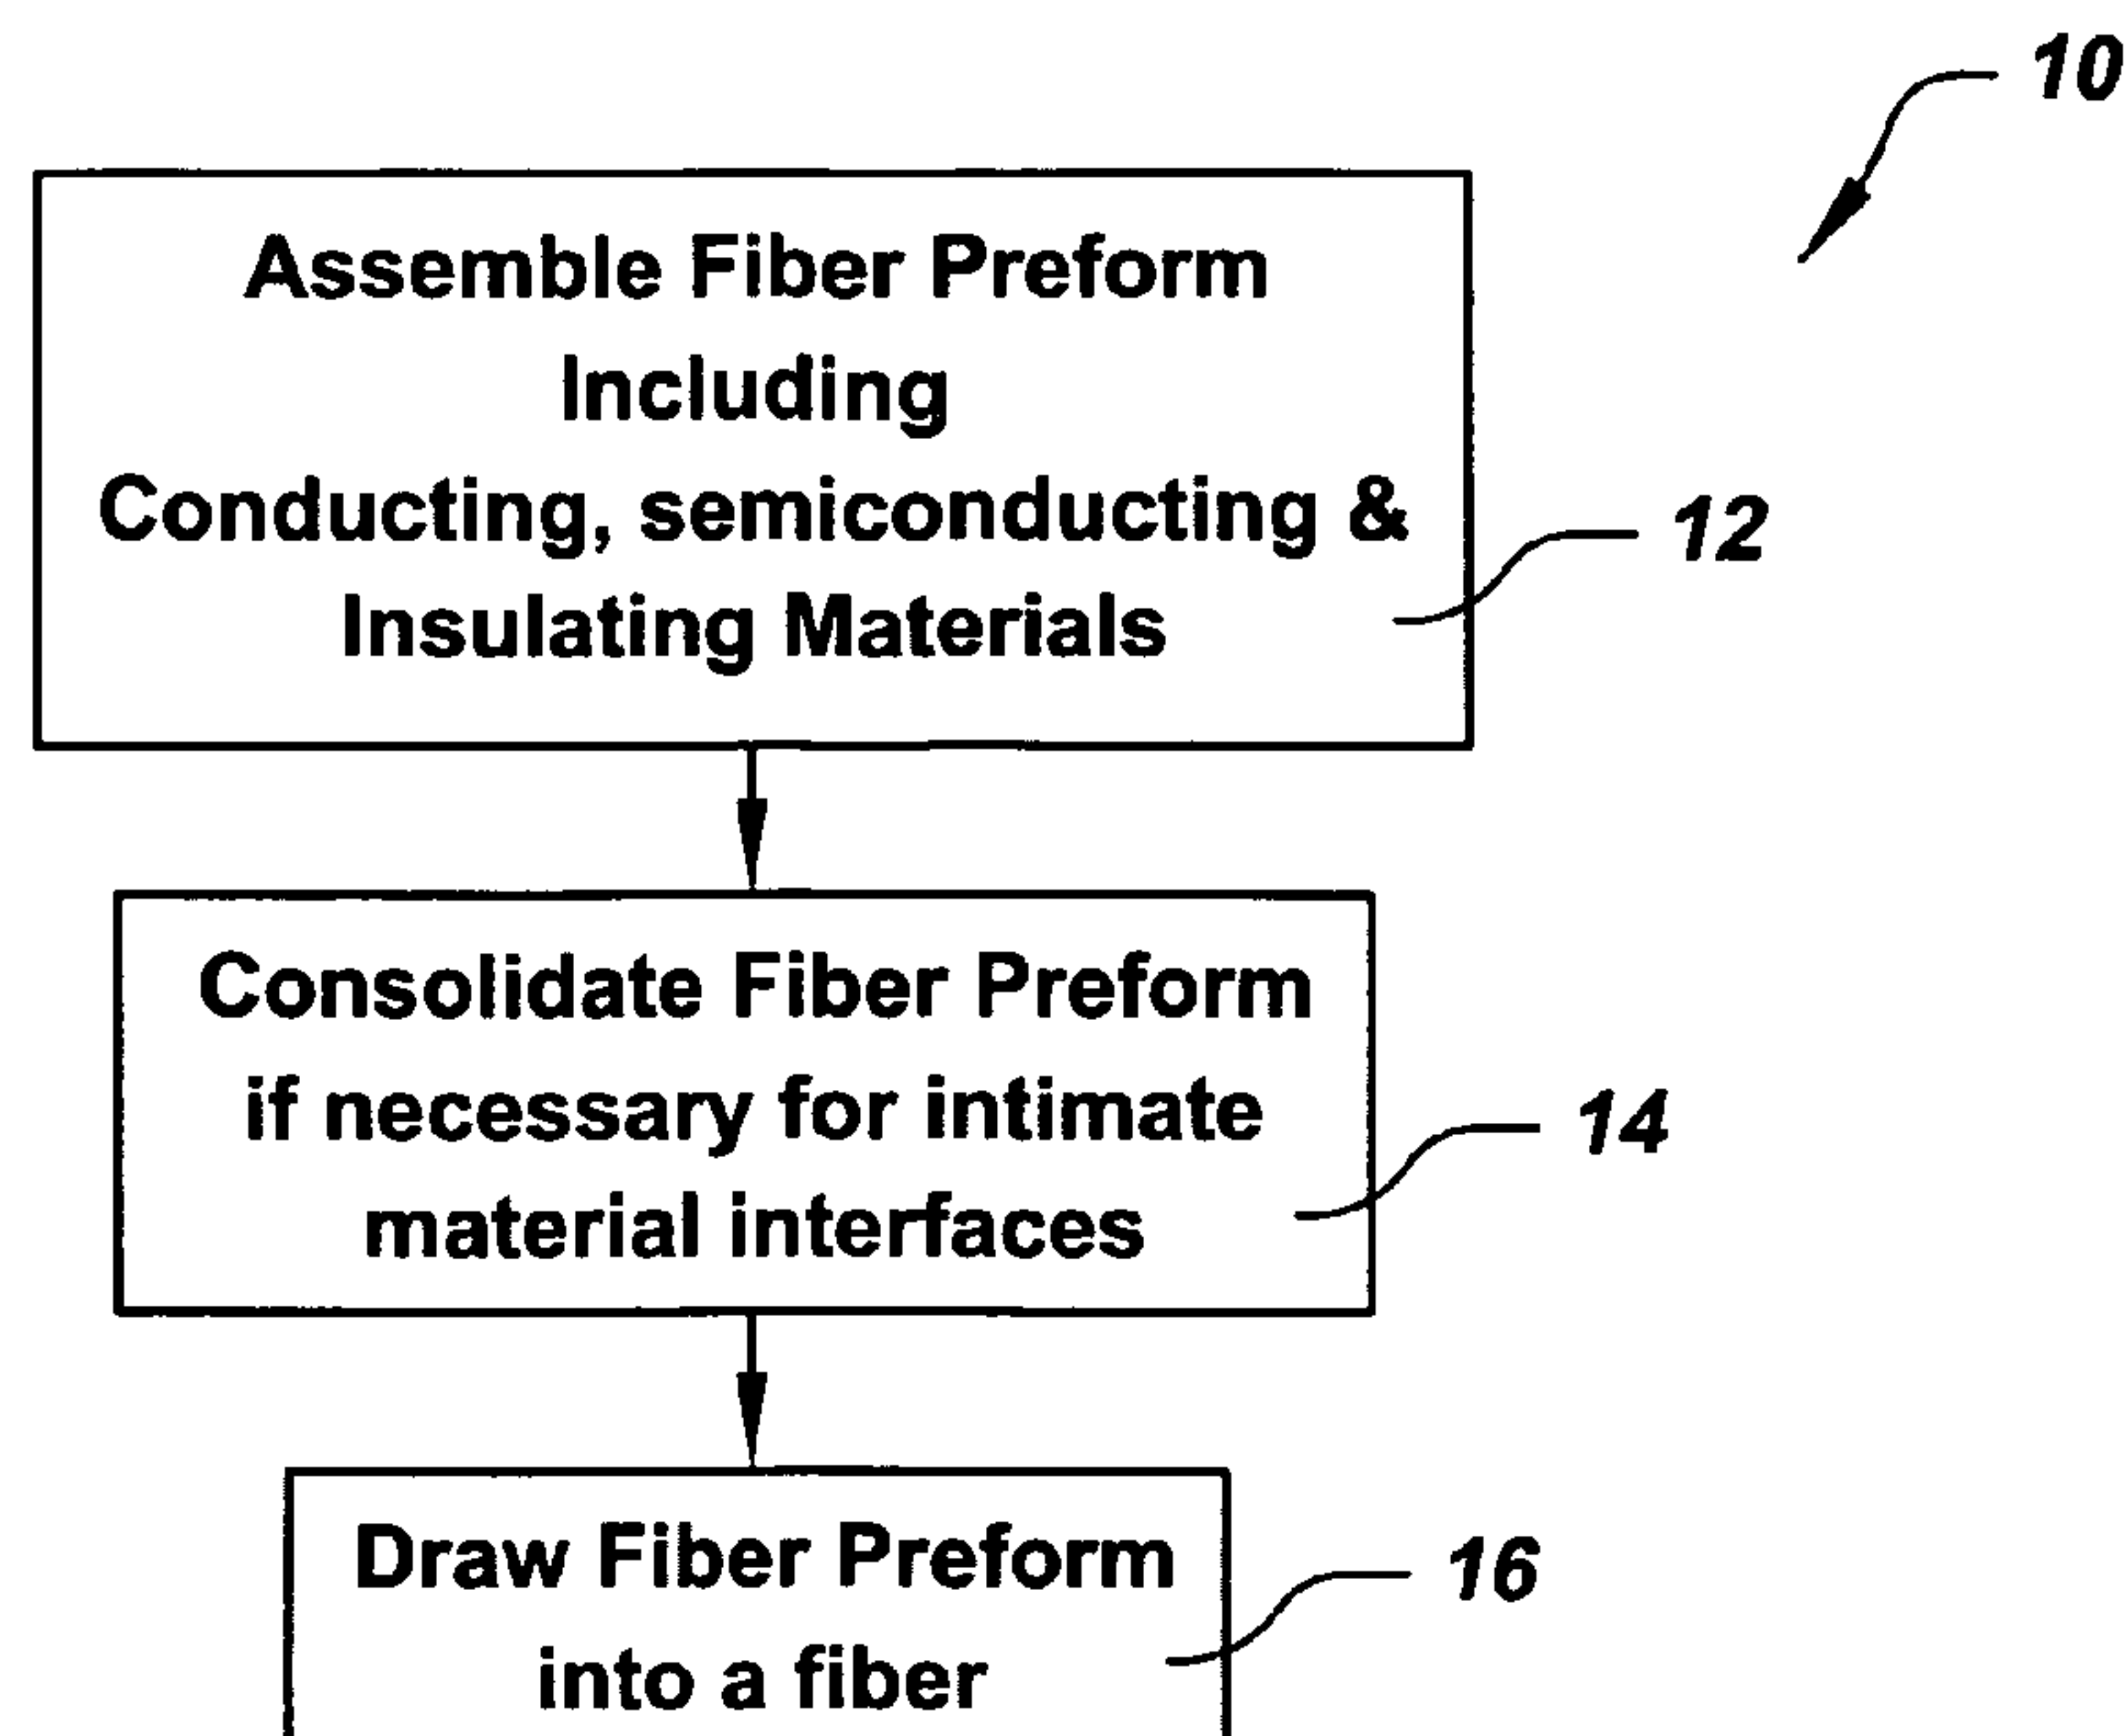 10
Assemble Fiber Preform
Including
Conducting, semiconducting &
Insulating Materials
12
Consolidate Fiber Preform
if necessary for intimate
material interfaces
14
Draw Fiber Preform
into a fiber
16